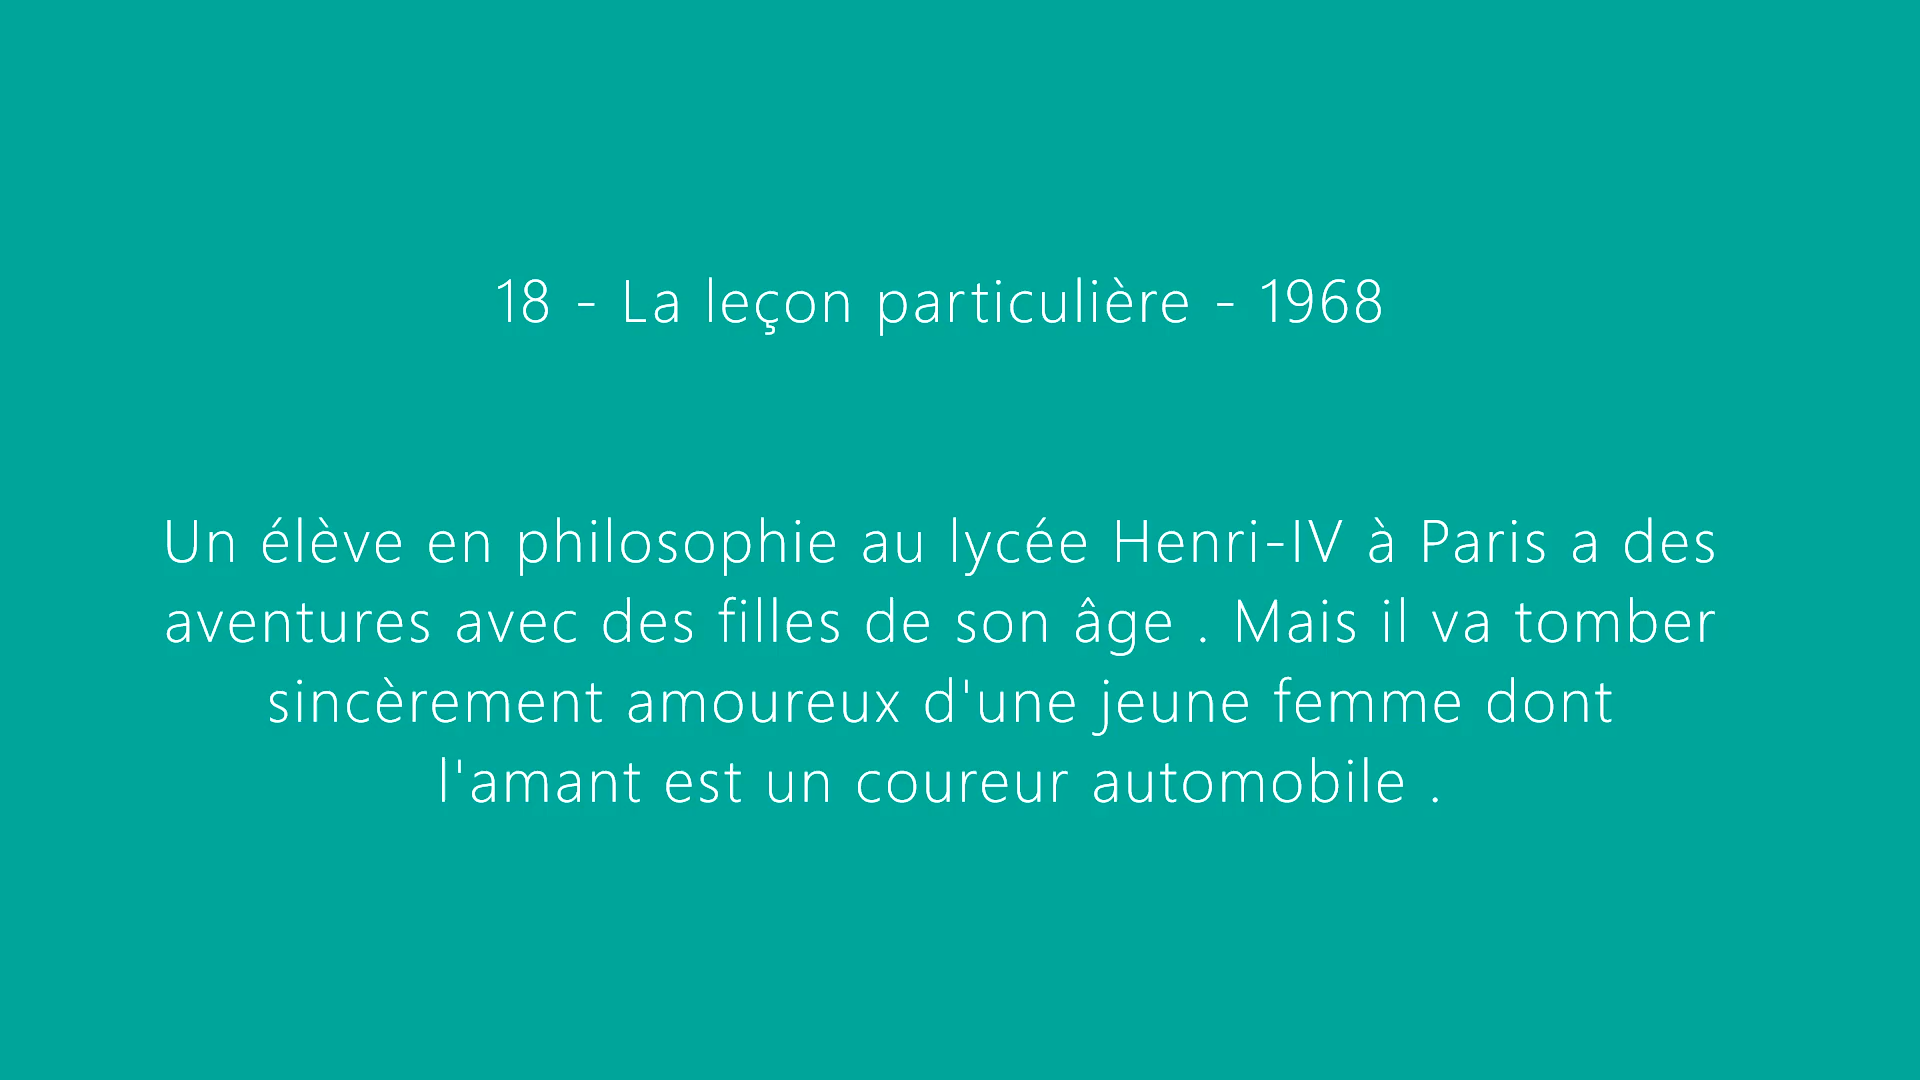 18 - La leçon particulière - 1968
Un élève en philosophie au lycée Henri-IV à Paris a des
aventures avec des filles de son âge . Mais il va tomber
sincèrement amoureux d'une jeune femme dont
l'amant est un coureur automobile .